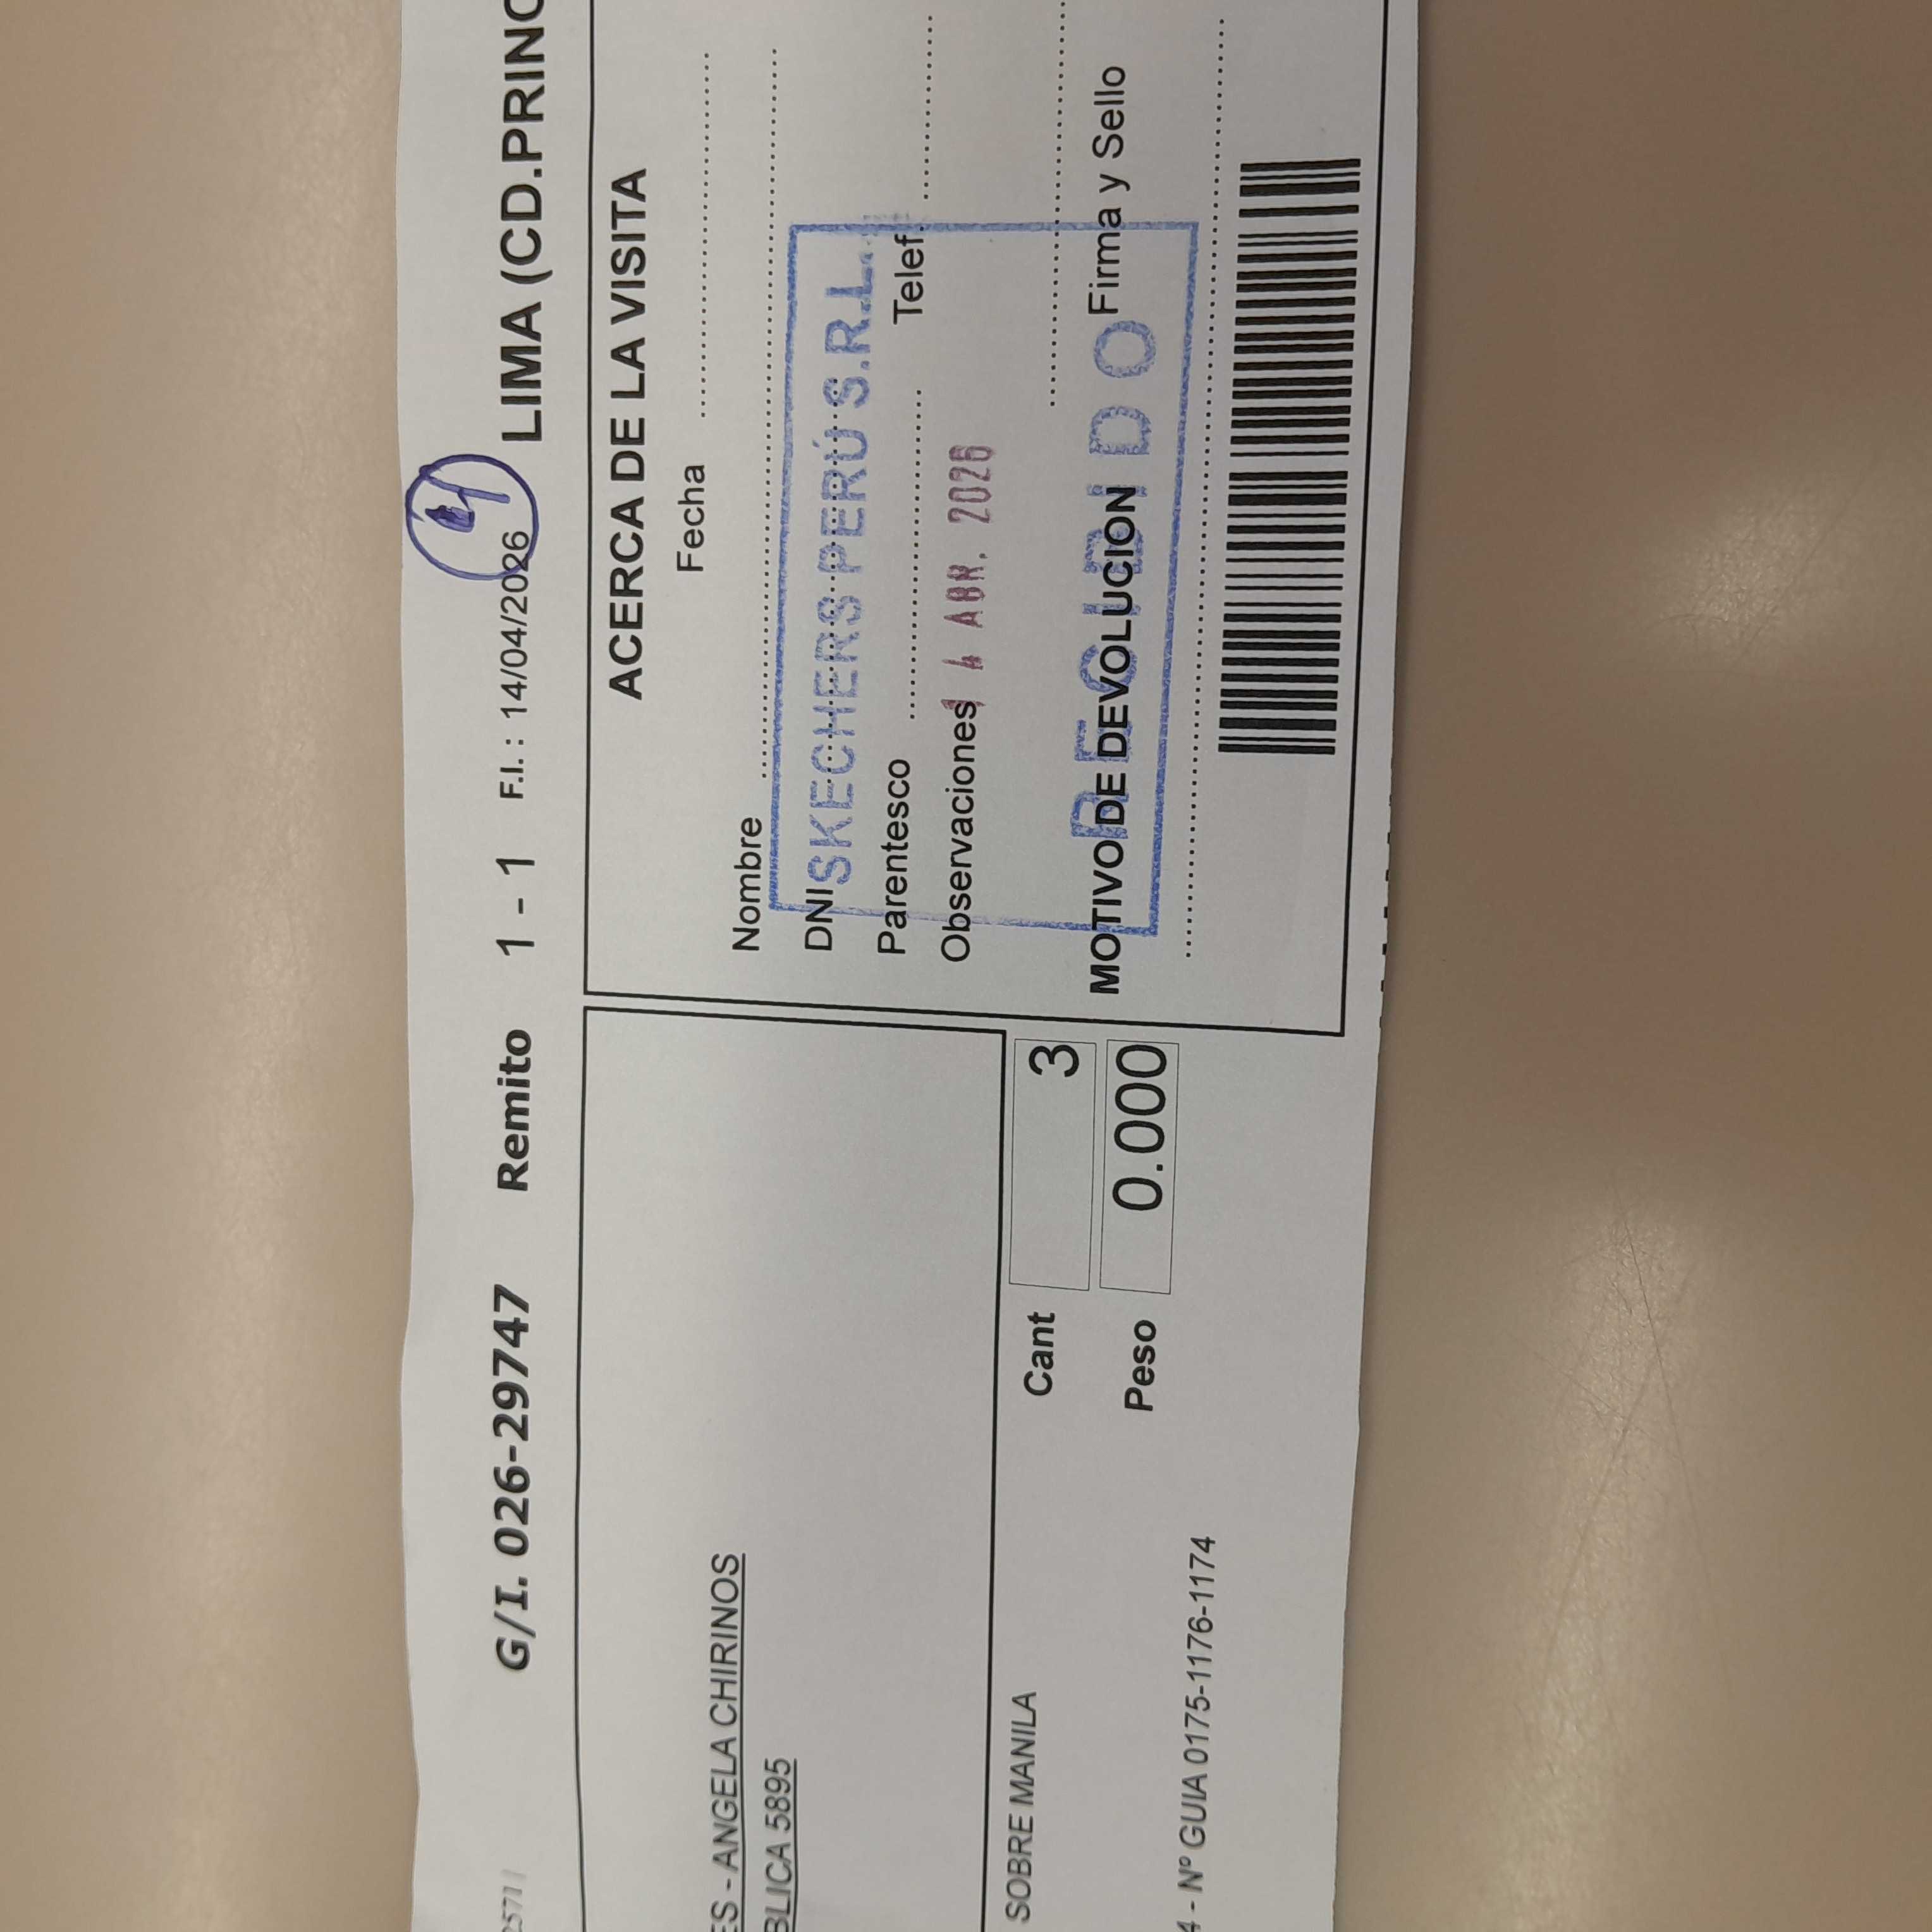 G/I. 026-29747 Remito 1 - 1 F.I. : 14/04/2026 4 LIMA (CD.PRINC
ES - ANGELA CHIRINOS
BLICA 5895
SOBRE MANILA
Cant 3
Peso 0.000
4 - Nº GUIA 0175-1176-1174
ACERCA DE LA VISITA
Fecha
Nombre
DNI
SKECHERS PERÚ S.R.L.
Parentesco Telef.
Observaciones
14 ABR. 2026
RECIBIDO
MOTIVO DE DEVOLUCION Firma y Sello